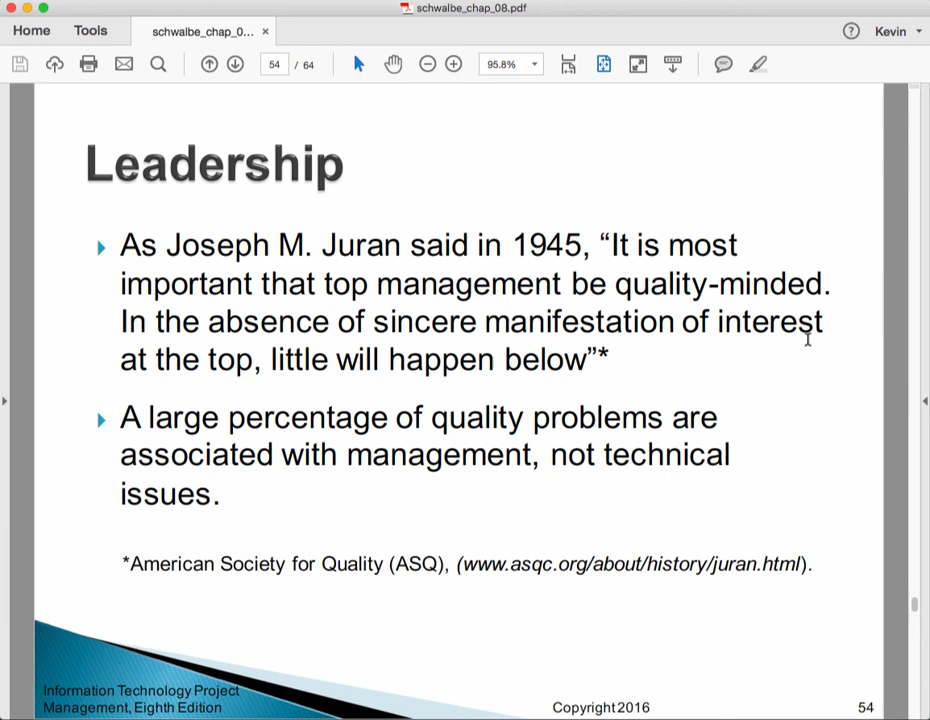 schwalbe_chap_08.pdf
Home Tools schwalbe_chap_0... × ? Kevin
54 / 64 95.8%
Leadership
As Joseph M. Juran said in 1945, “It is most
important that top management be quality-minded.
In the absence of sincere manifestation of interest
at the top, little will happen below”*
A large percentage of quality problems are
associated with management, not technical
issues.
*American Society for Quality (ASQ), (www.asqc.org/about/history/juran.html).
Information Technology Project
Management, Eighth Edition Copyright 2016 54